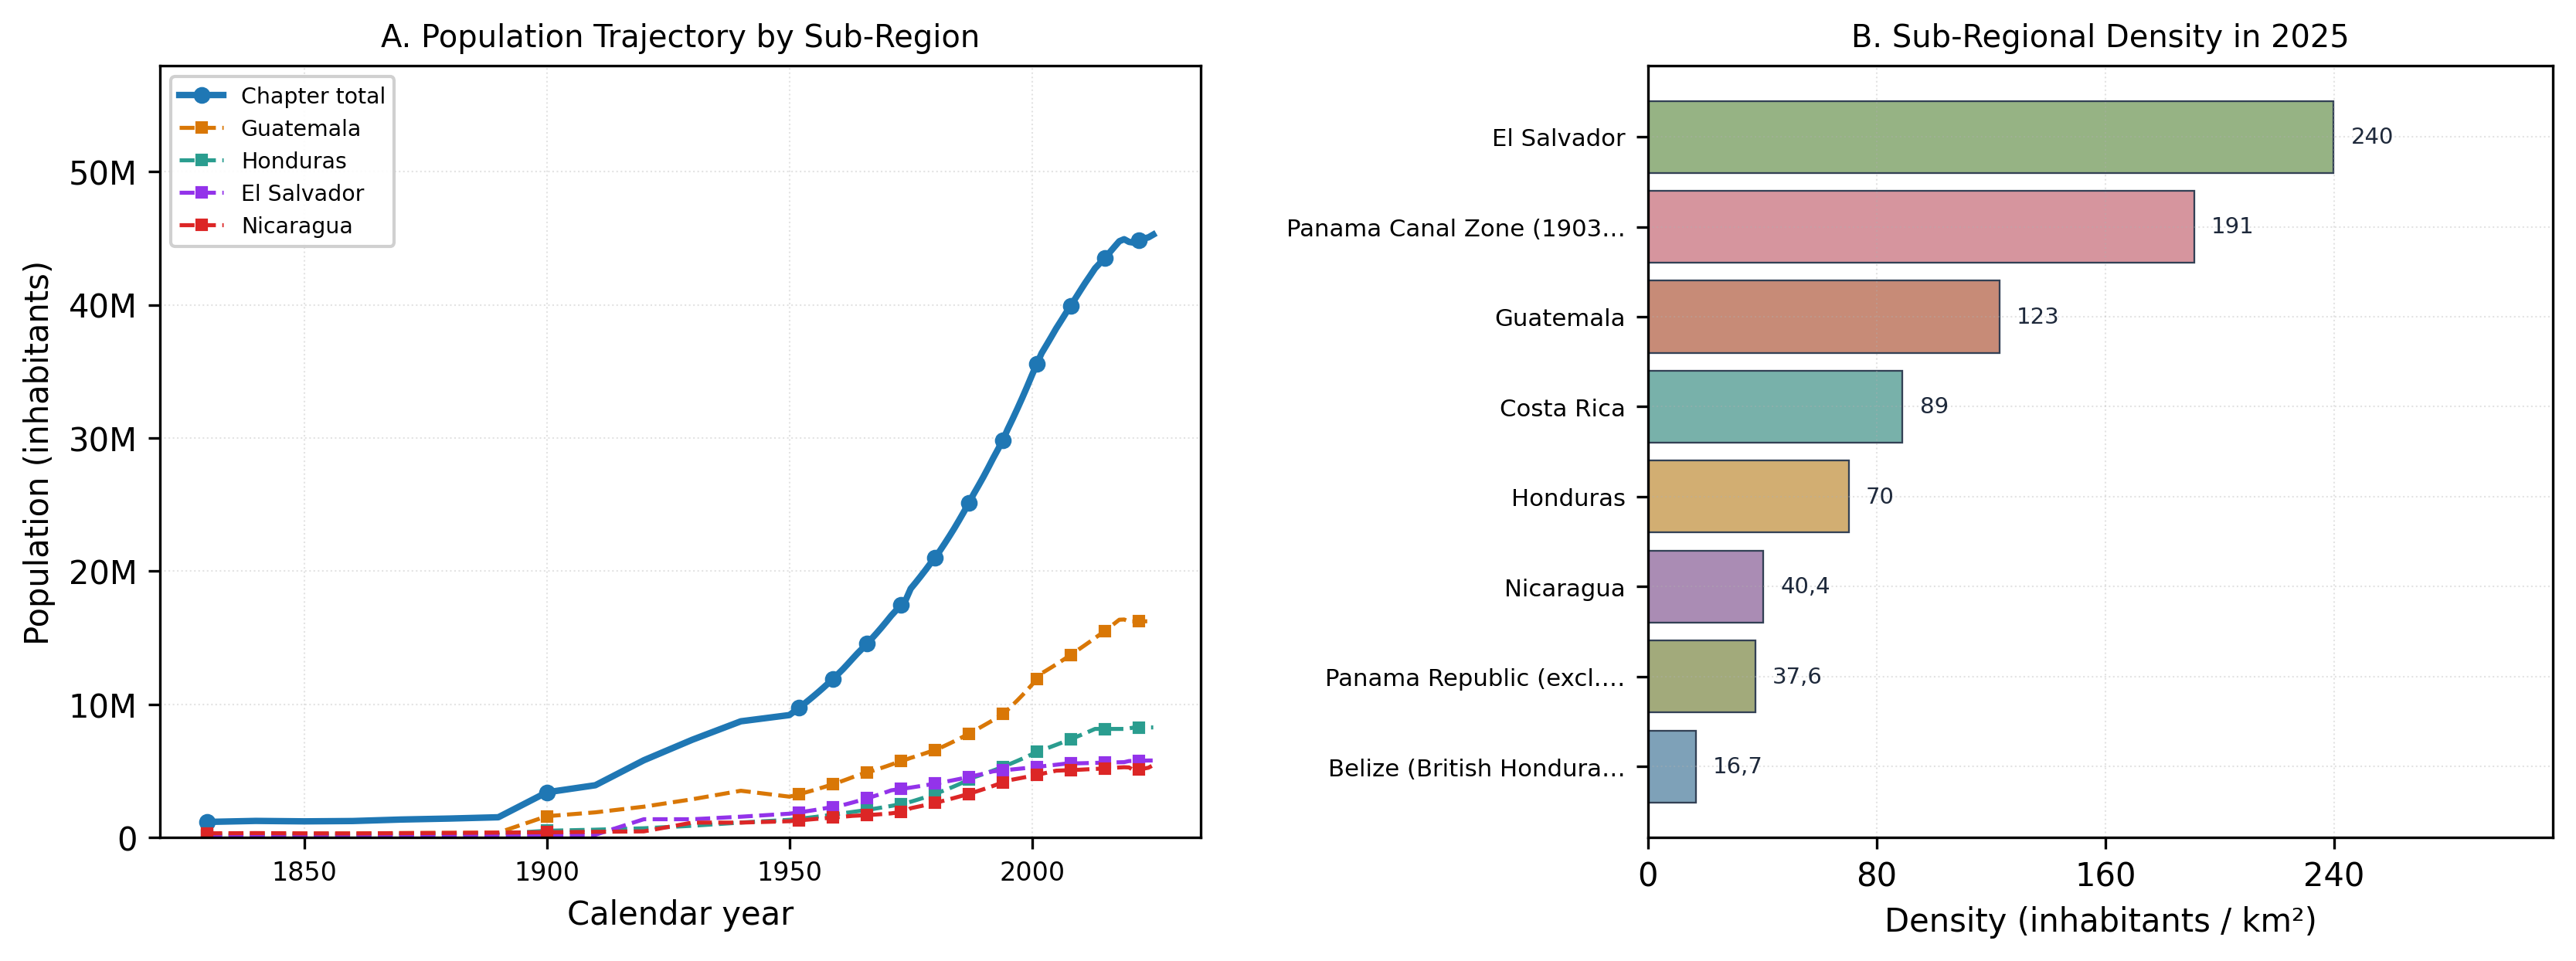 A. Population Trajectory by Sub-Region
Chapter total
Guatemala
Honduras
El Salvador
Nicaragua
Population (inhabitants)
50M
40M
30M
20M
10M
0
1850
1900
1950
2000
Calendar year
B. Sub-Regional Density in 2025
El Salvador
240
Panama Canal Zone (1903…
191
Guatemala
123
Costa Rica
89
Honduras
70
Nicaragua
40,4
Panama Republic (excl.…
37,6
Belize (British Hondura…
16,7
0
80
160
240
Density (inhabitants / km²)